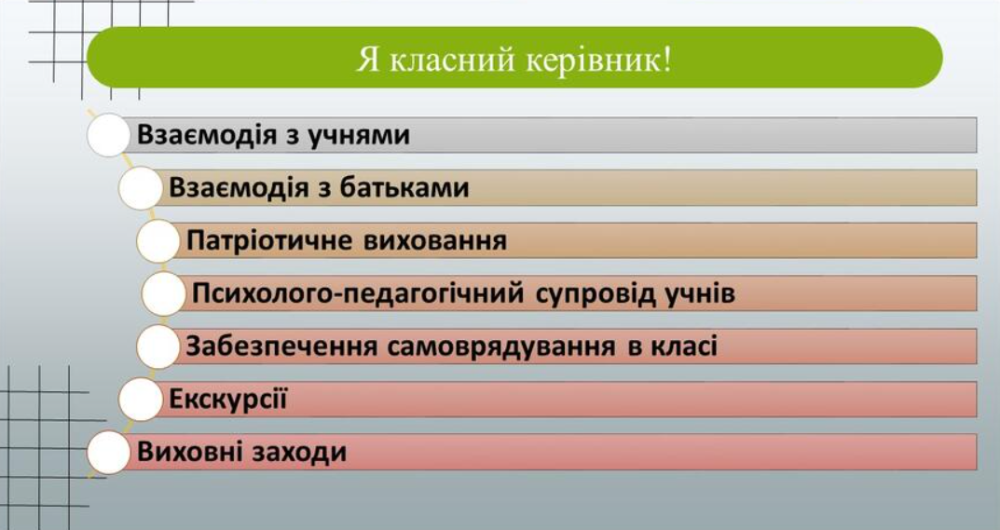 Я класний керівник!
Взаємодія з учнями
Взаємодія з батьками
Патріотичне виховання
Психолого-педагогічний супровід учнів
Забезпечення самоврядування в класі
Екскурсії
Виховні заходи